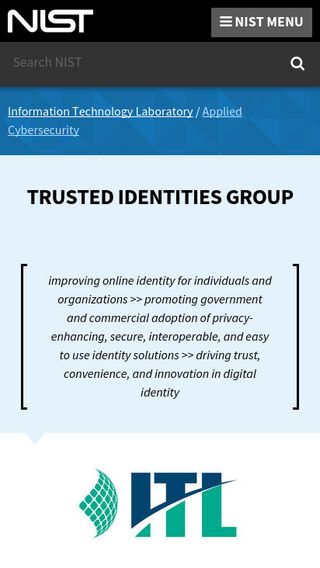 NIST
NIST MENU
Search NIST
Information Technology Laboratory / Applied
Cybersecurity
TRUSTED IDENTITIES GROUP
improving online identity for individuals and
organizations >> promoting government
and commercial adoption of privacy-
enhancing, secure, interoperable, and easy
to use identity solutions >> driving trust,
convenience, and innovation in digital
identity
ITL